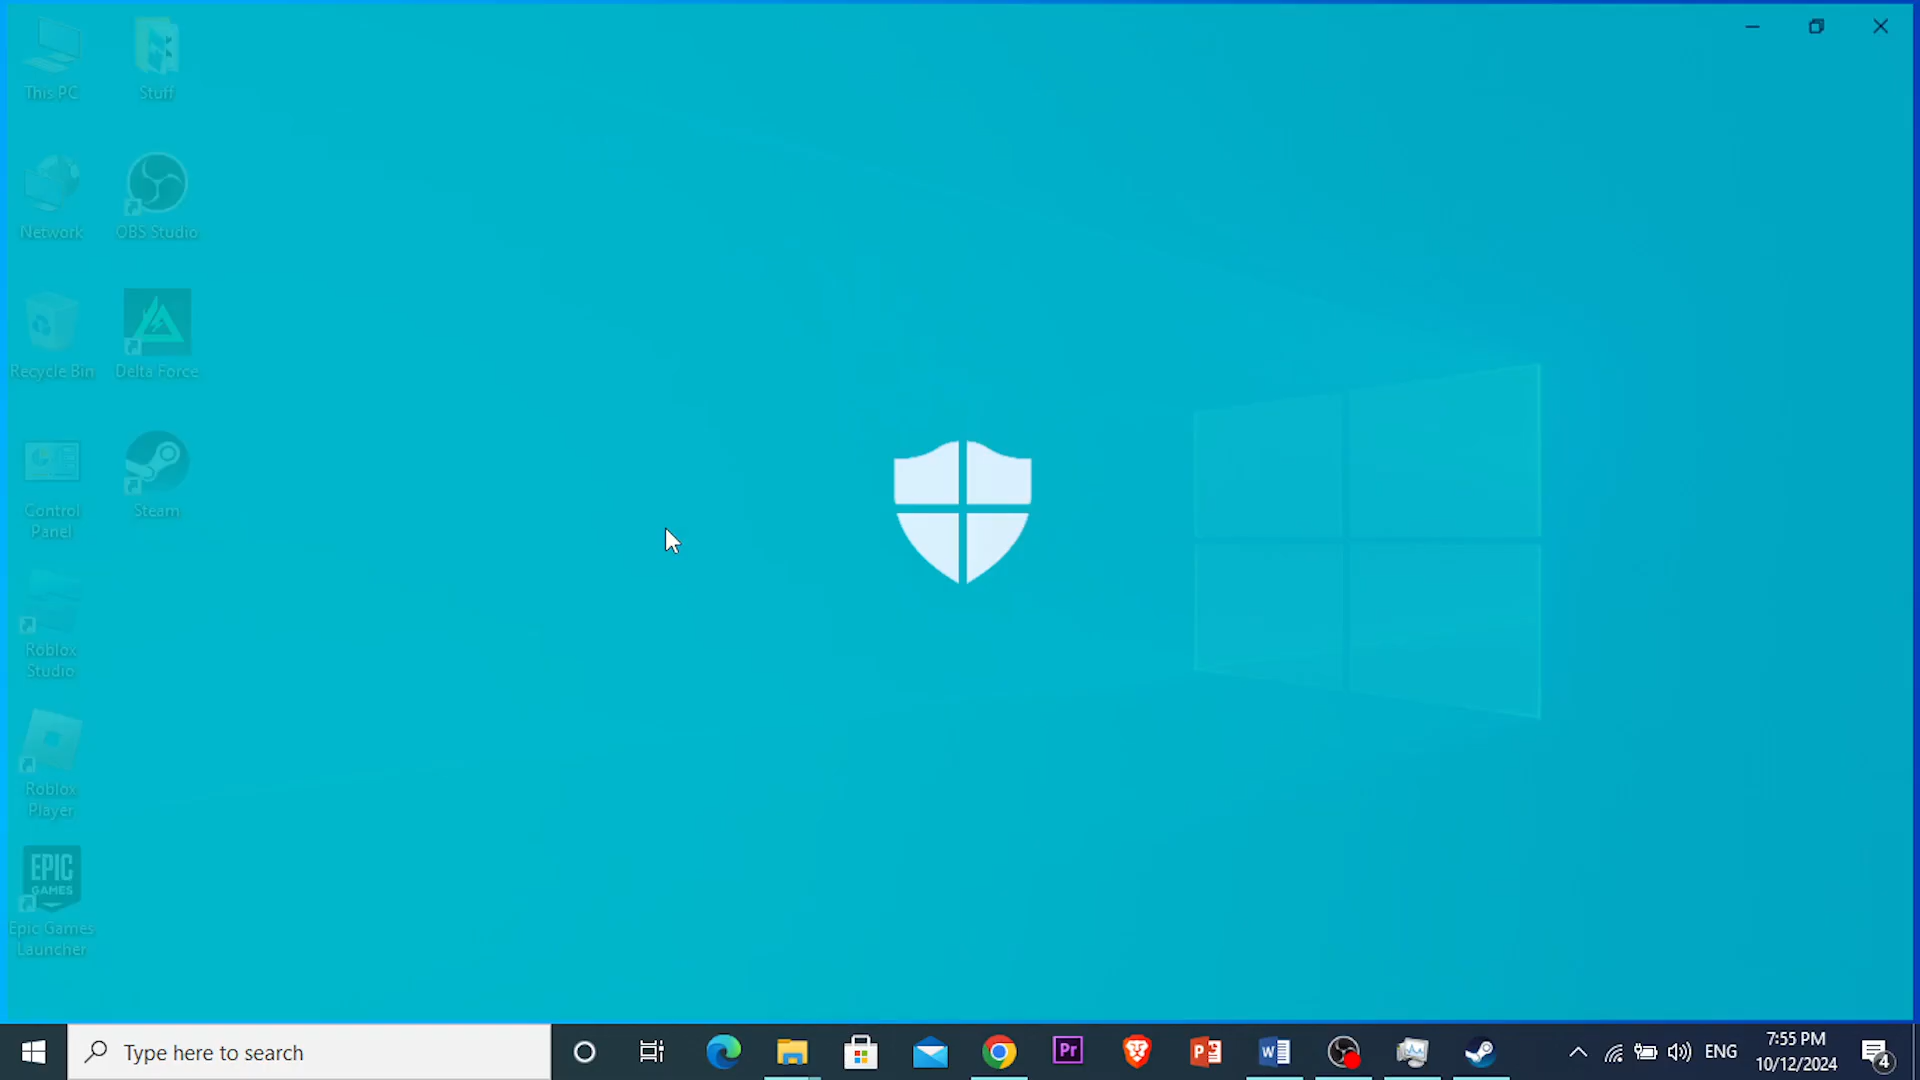 This PC
Stuff
Network
OBS Studio
Recycle Bin
Delta Force
Control
Panel
Steam
Roblox
Studio
Roblox
Player
EPIC
GAMES
Epic Games
Launcher
Type here to search
Pr
P
W
ENG
7:55 PM
10/12/2024
4